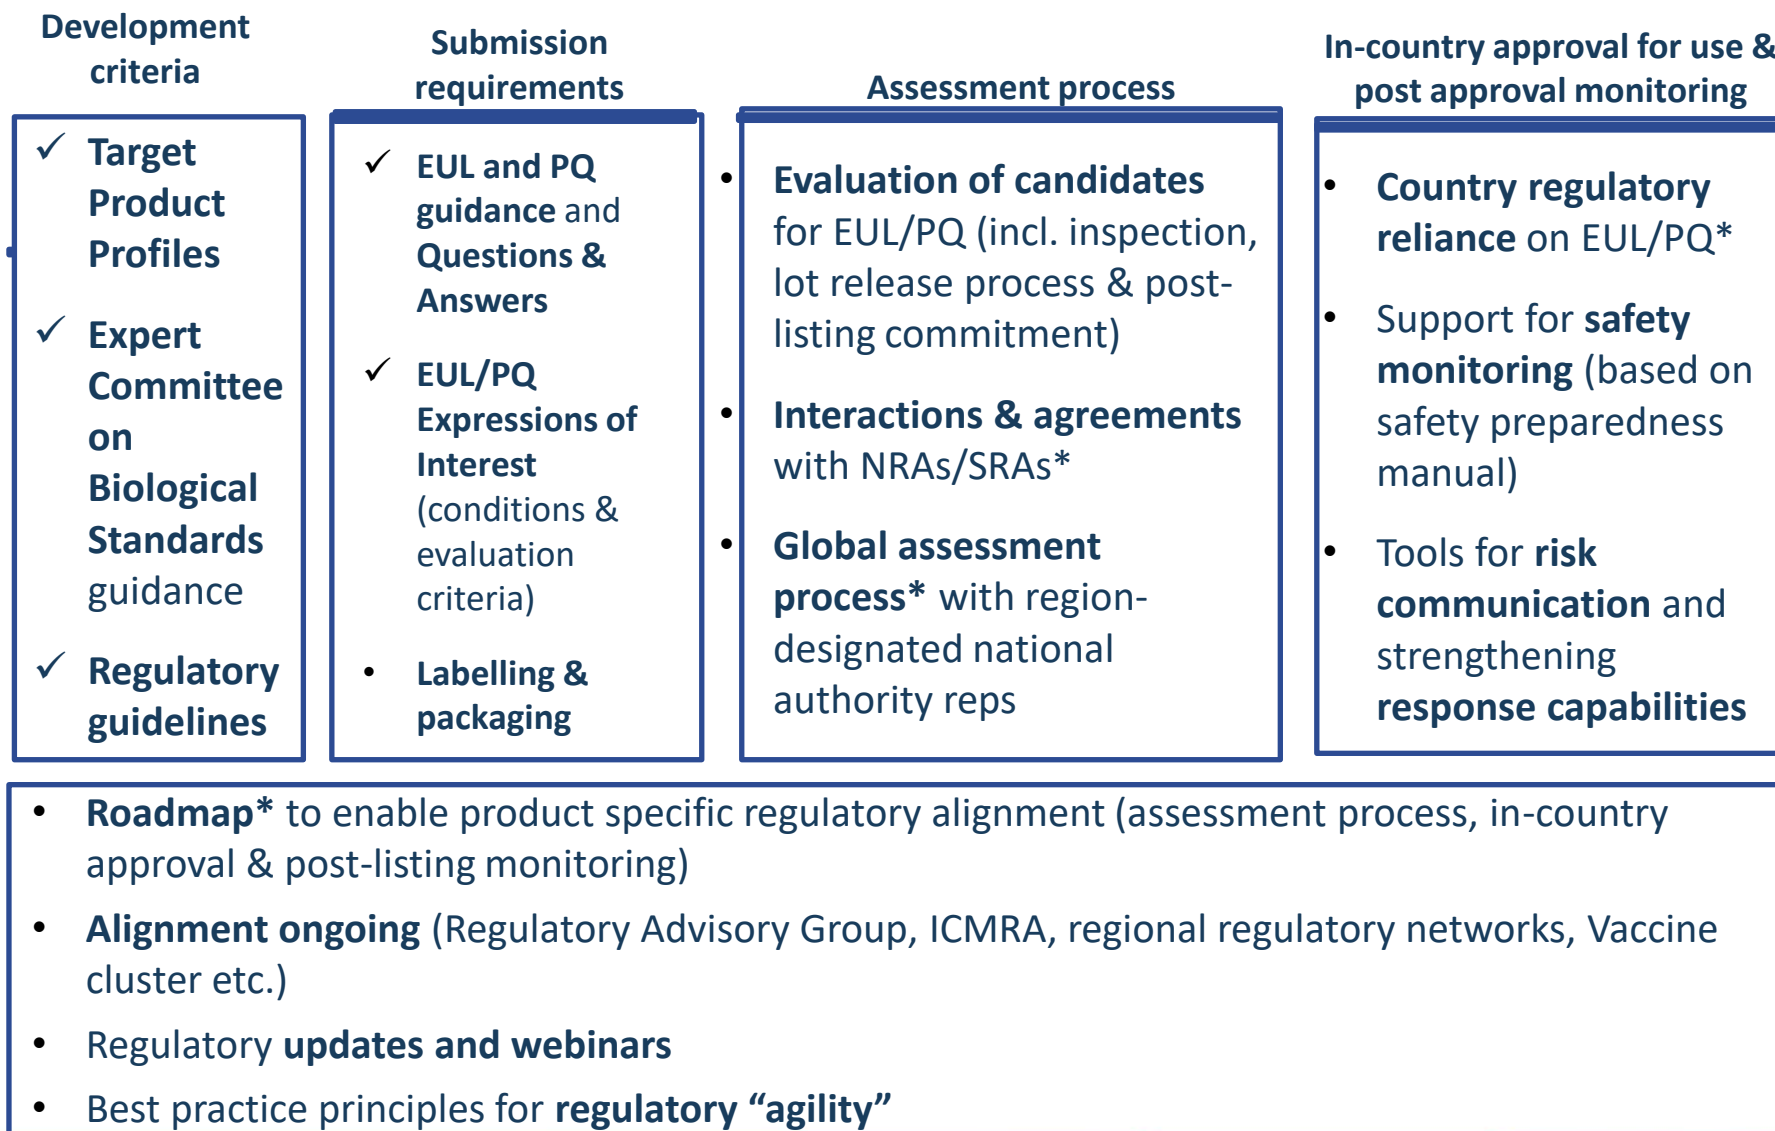 Development
criteria
✓ Target
Product
Profiles
✓ Expert
Committee
on
Biological
Standards
guidance
✓ Regulatory
guidelines
Submission
requirements
✓ EUL and PQ
guidance and
Questions &
Answers
✓ EUL/PQ
Expressions of
Interest
(conditions &
evaluation
criteria)
• Labelling &
packaging
Assessment process
• Evaluation of candidates
for EUL/PQ (incl. inspection,
lot release process & post-
listing commitment)
• Interactions & agreements
with NRAs/SRAs*
• Global assessment
process* with region-
designated national
authority reps
In-country approval for use &
post approval monitoring
• Country regulatory
reliance on EUL/PQ*
• Support for safety
monitoring (based on
safety preparedness
manual)
• Tools for risk
communication and
strengthening
response capabilities
• Roadmap* to enable product specific regulatory alignment (assessment process, in-country
approval & post-listing monitoring)
• Alignment ongoing (Regulatory Advisory Group, ICMRA, regional regulatory networks, Vaccine
cluster etc.)
• Regulatory updates and webinars
• Best practice principles for regulatory “agility”